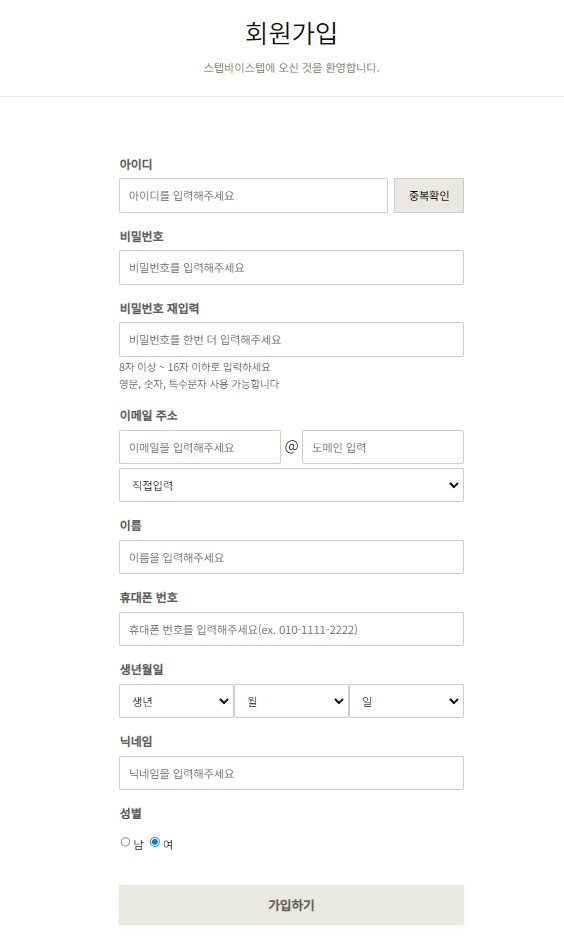 회원가입
스텝바이스텝에 오신 것을 환영합니다.
아이디
아이디를 입력해주세요 중복확인
비밀번호
비밀번호를 입력해주세요
비밀번호 재입력
비밀번호를 한번 더 입력해주세요
8자 이상 ~ 16자 이하로 입력하세요
영문, 숫자, 특수문자 사용 가능합니다
이메일 주소
이메일을 입력해주세요 @ 도메인 입력
직접입력
이름
이름을 입력해주세요
휴대폰 번호
휴대폰 번호를 입력해주세요(ex. 010-1111-2222)
생년월일
생년 월 일
닉네임
닉네임을 입력해주세요
성별
남 여
가입하기